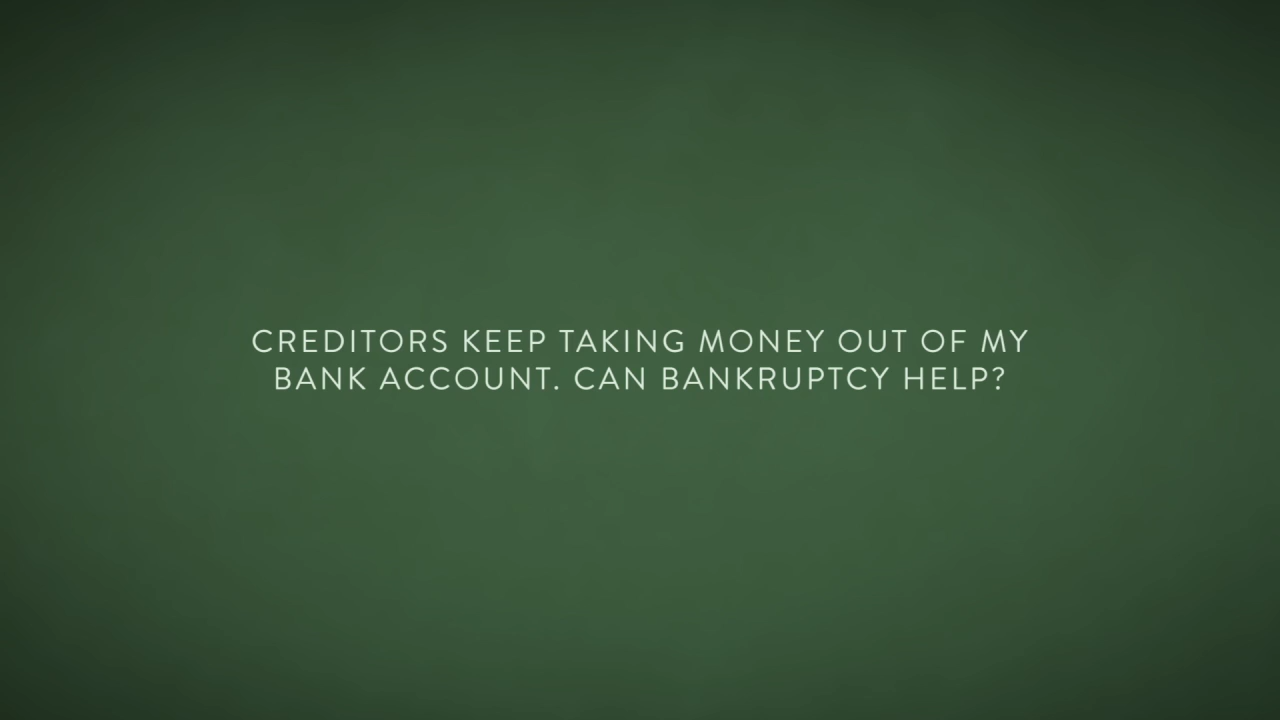 CREDITORS KEEP TAKING MONEY OUT OF MY
BANK ACCOUNT. CAN BANKRUPTCY HELP?